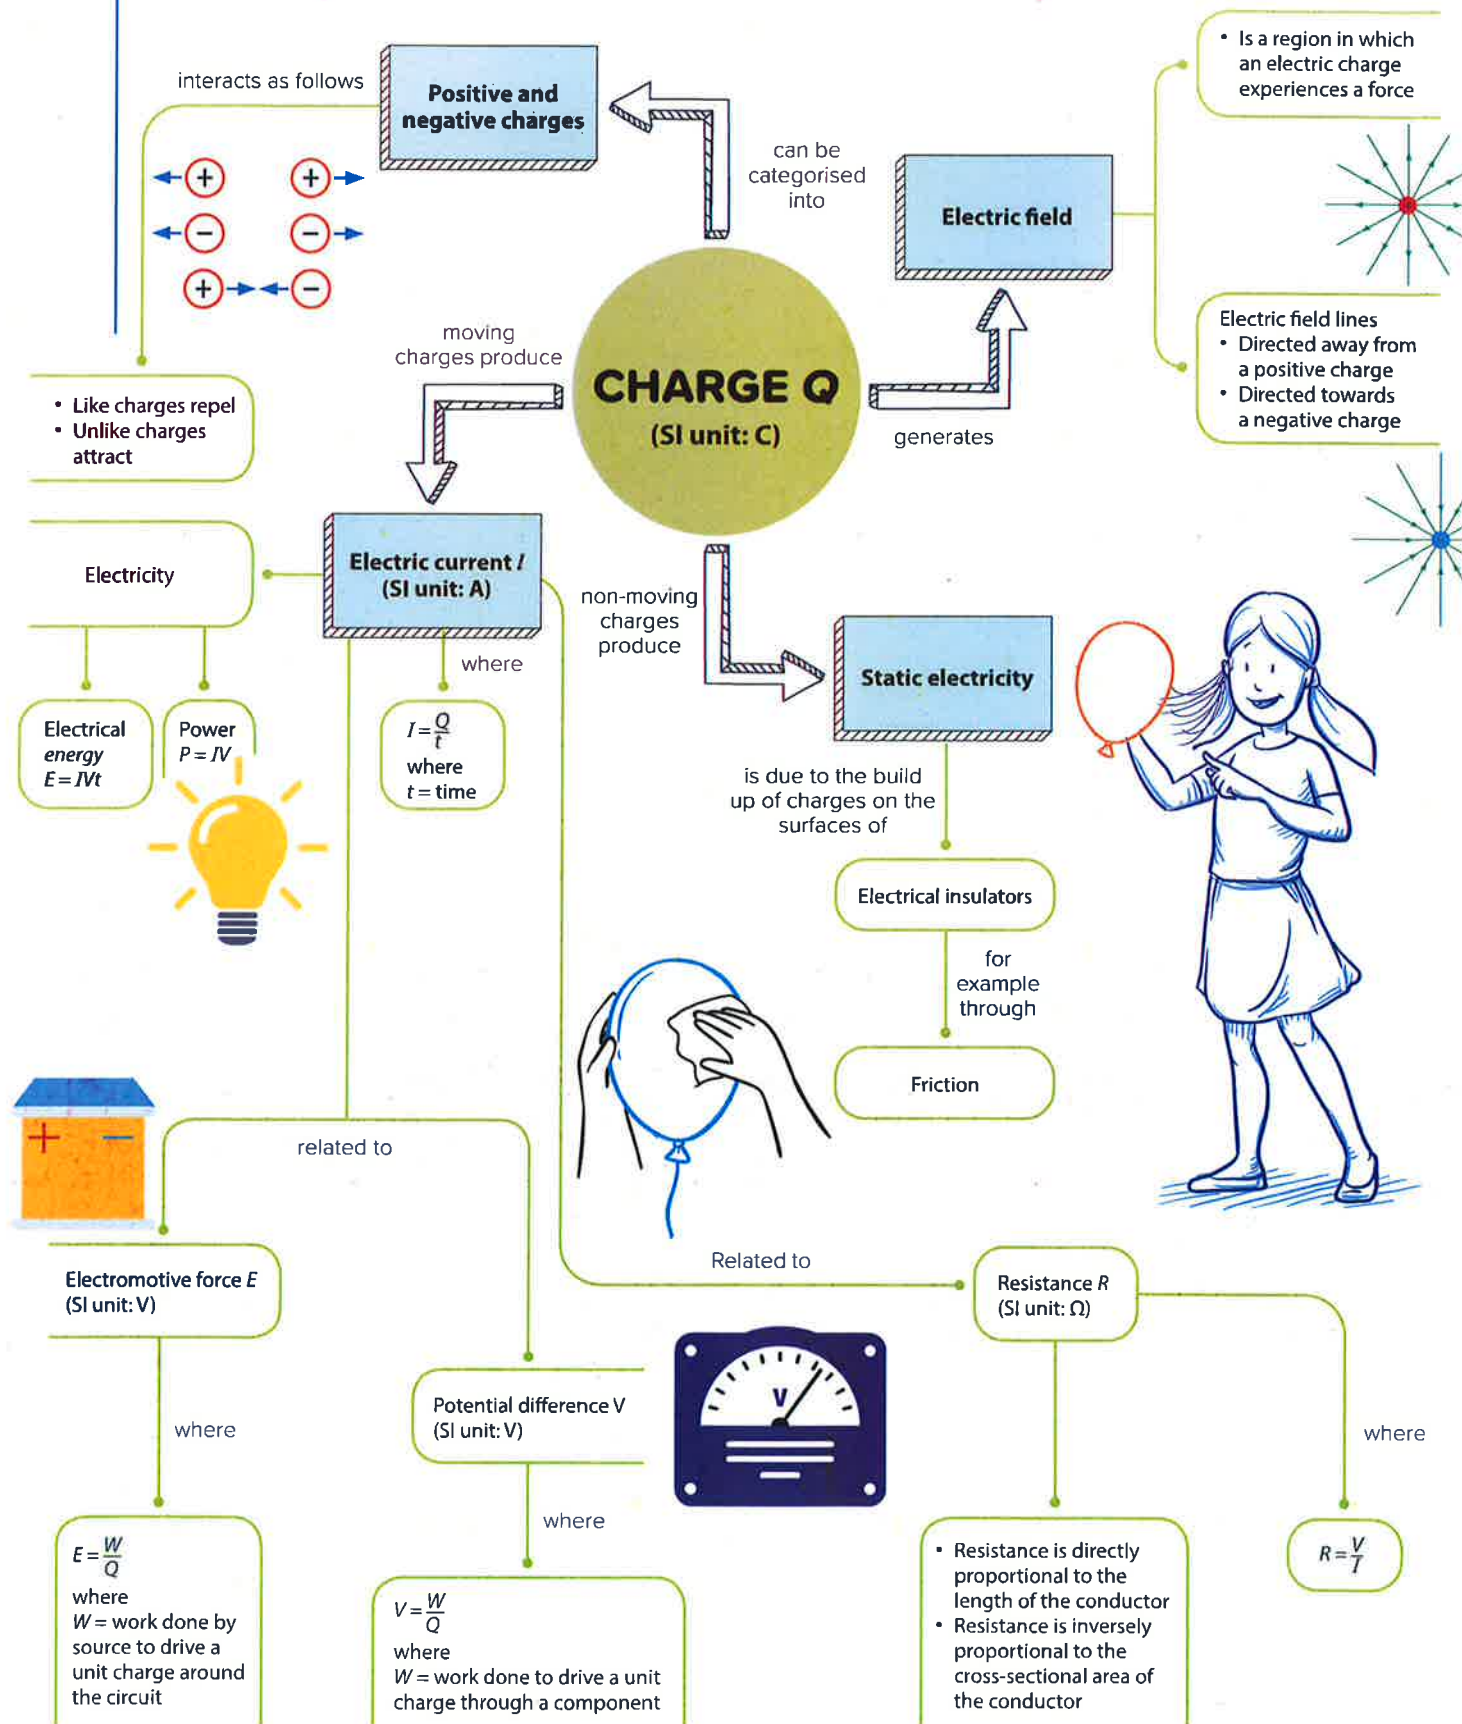 interacts as follows
Positive and
negative charges
can be
categorised
into
Electric field
• Is a region in which
an electric charge
experiences a force
+ +
− −
+ −
Electric field lines
• Directed away from
a positive charge
• Directed towards
a negative charge
moving
charges produce
CHARGE Q
(SI unit: C)
generates
• Like charges repel
• Unlike charges
attract
Electricity
Electric current I
(SI unit: A)
non-moving
charges
produce
Static electricity
where
Electrical
energy
E = IVt
Power
P = IV
I = Q/t
where
t = time
is due to the build
up of charges on the
surfaces of
Electrical insulators
for
example
through
Friction
+ −
related to
Electromotive force E
(SI unit: V)
Related to
Resistance R
(SI unit: Ω)
Potential difference V
(SI unit: V)
V
where
where
where
E = W/Q
where
W = work done by
source to drive a
unit charge around
the circuit
V = W/Q
where
W = work done to drive a unit
charge through a component
• Resistance is directly
proportional to the
length of the conductor
• Resistance is inversely
proportional to the
cross-sectional area of
the conductor
R = V/I